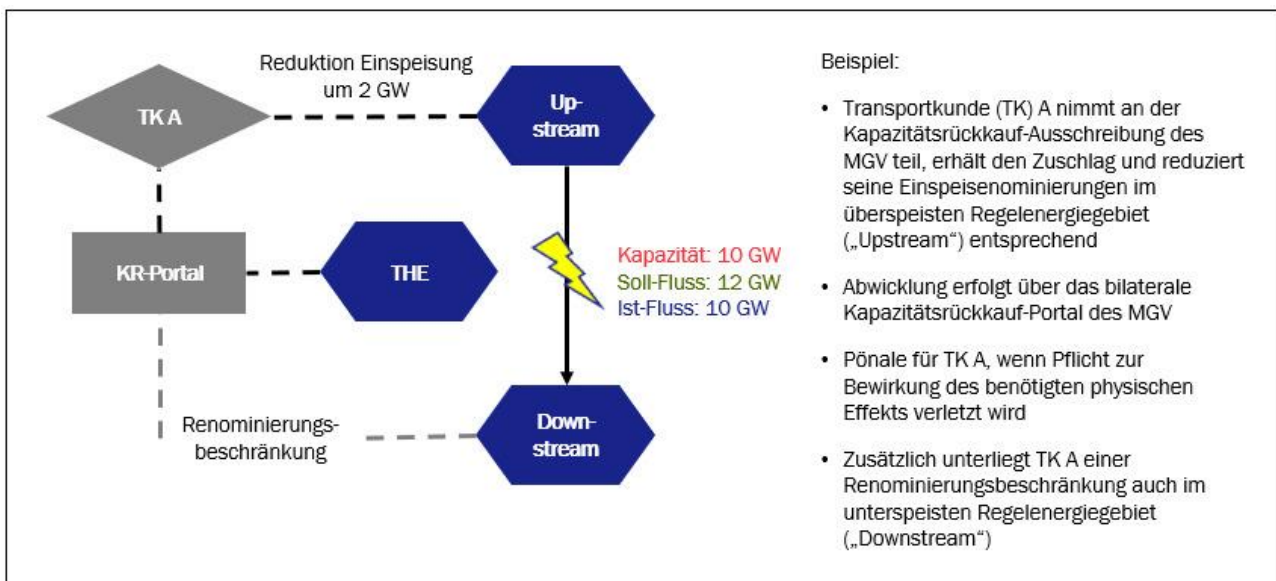 Reduktion Einspeisung
um 2 GW
TK A
Up-
stream
KR-Portal
THE
Kapazität: 10 GW
Soll-Fluss: 12 GW
Ist-Fluss: 10 GW
Renominierungs-
beschränkung
Down-
stream
Beispiel:
• Transportkunde (TK) A nimmt an der
Kapazitätsrückkauf-Ausschreibung des
MGV teil, erhält den Zuschlag und reduziert
seine Einspeisenominierungen im
überspeisten Regelenergiegebiet
(„Upstream“) entsprechend
• Abwicklung erfolgt über das bilaterale
Kapazitätsrückkauf-Portal des MGV
• Pönale für TK A, wenn Pflicht zur
Bewirkung des benötigten physischen
Effekts verletzt wird
• Zusätzlich unterliegt TK A einer
Renominierungsbeschränkung auch im
unterspeisten Regelenergiegebiet
(„Downstream“)